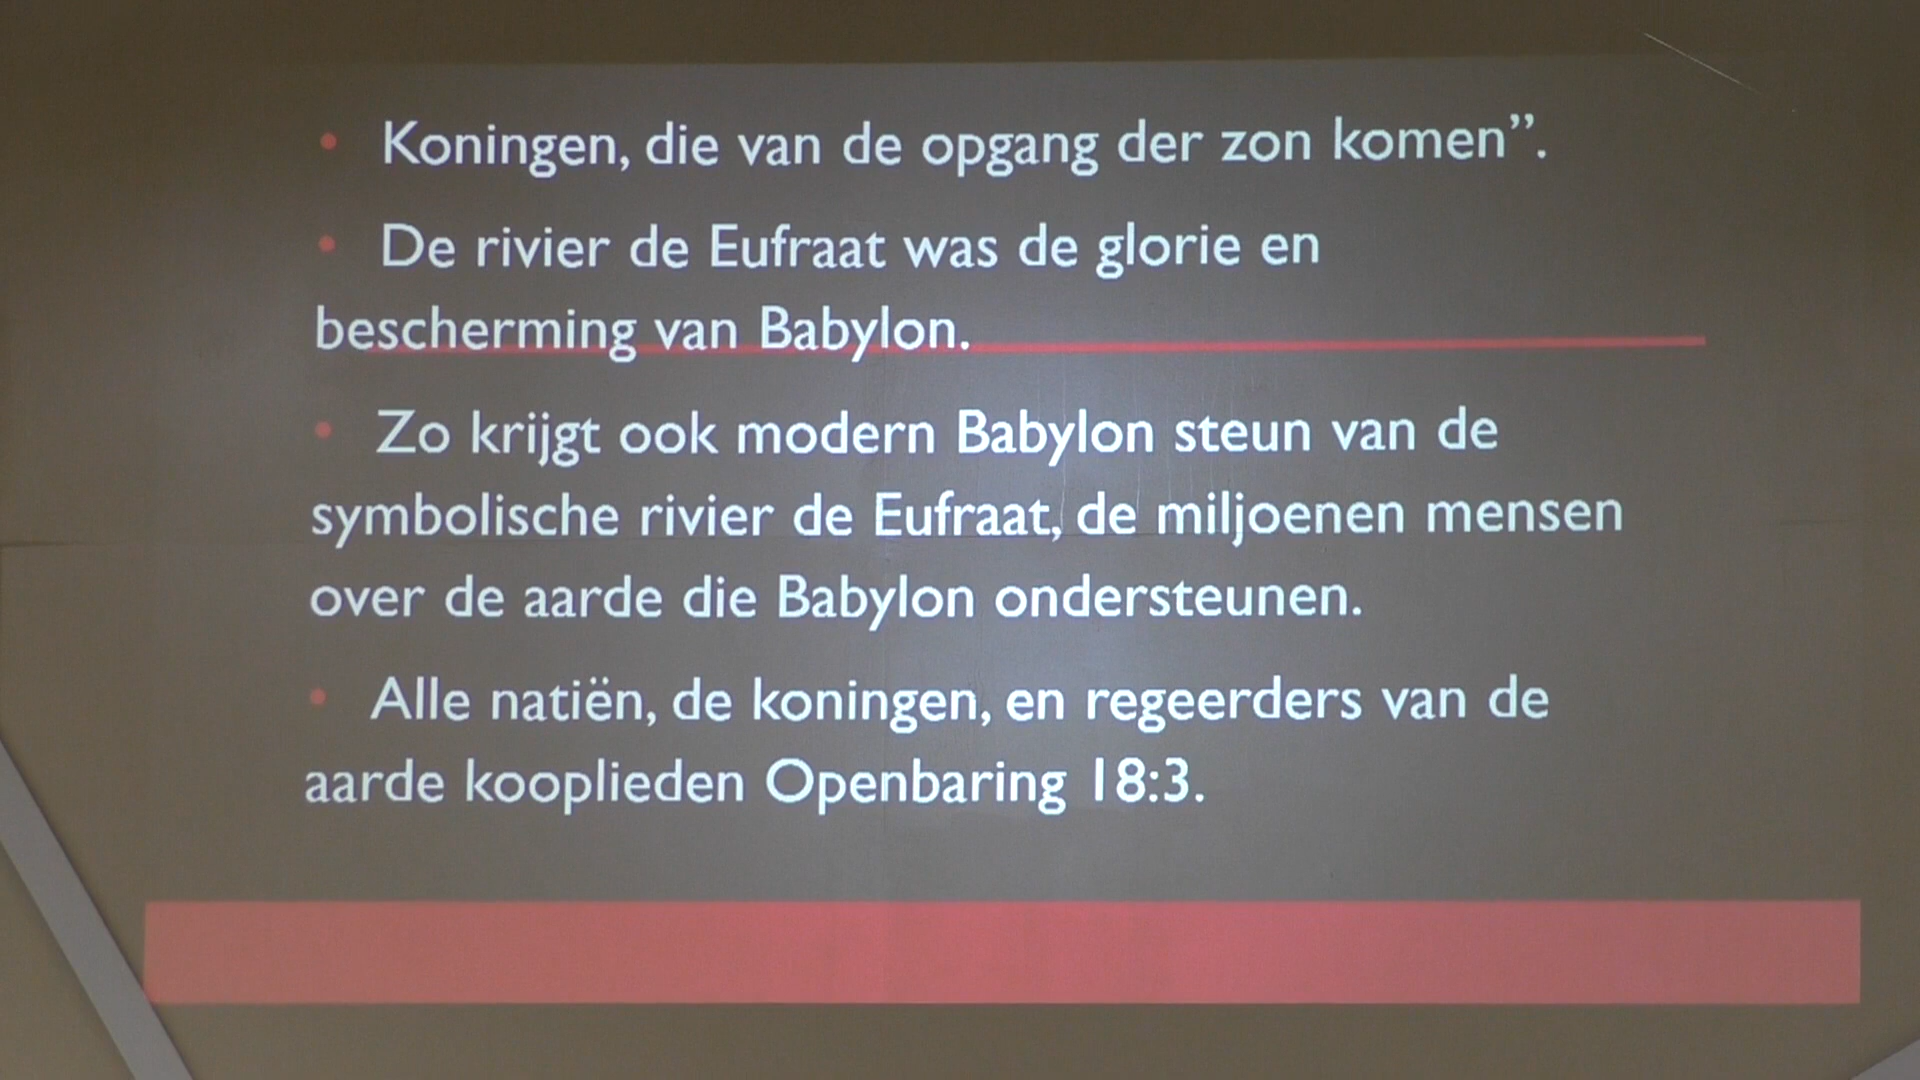 • Koningen, die van de opgang der zon komen”.
• De rivier de Eufraat was de glorie en
bescherming van Babylon.
• Zo krijgt ook modern Babylon steun van de
symbolische rivier de Eufraat, de miljoenen mensen
over de aarde die Babylon ondersteunen.
• Alle natiën, de koningen, en regeerders van de
aarde kooplieden Openbaring 18:3.